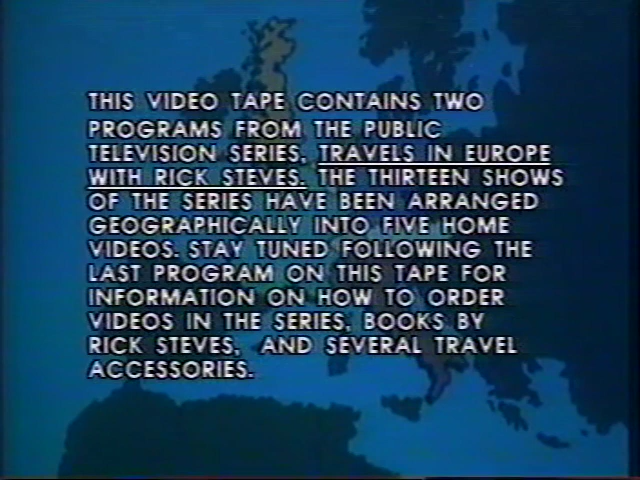 THIS VIDEO TAPE CONTAINS TWO
PROGRAMS FROM THE PUBLIC
TELEVISION SERIES, TRAVELS IN EUROPE
WITH RICK STEVES. THE THIRTEEN SHOWS
OF THE SERIES HAVE BEEN ARRANGED
GEOGRAPHICALLY INTO FIVE HOME
VIDEOS. STAY TUNED FOLLOWING THE
LAST PROGRAM ON THIS TAPE FOR
INFORMATION ON HOW TO ORDER
VIDEOS IN THE SERIES, BOOKS BY
RICK STEVES, AND SEVERAL TRAVEL
ACCESSORIES.